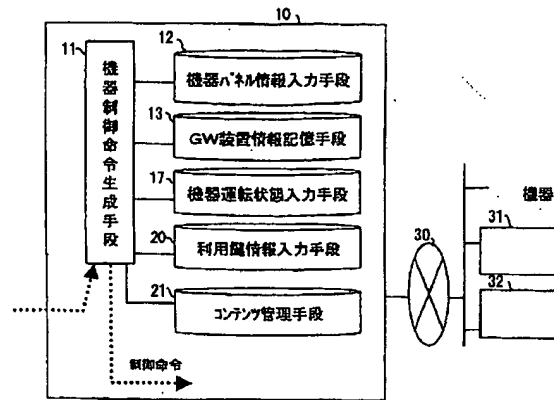 10
11
機器制御命令生成手段
12
機器パネル情報入力手段
13
GW装置情報記憶手段
17
機器運転状態入力手段
20
利用鍵情報入力手段
21
コンテンツ管理手段
制御命令
30
機器
31
32